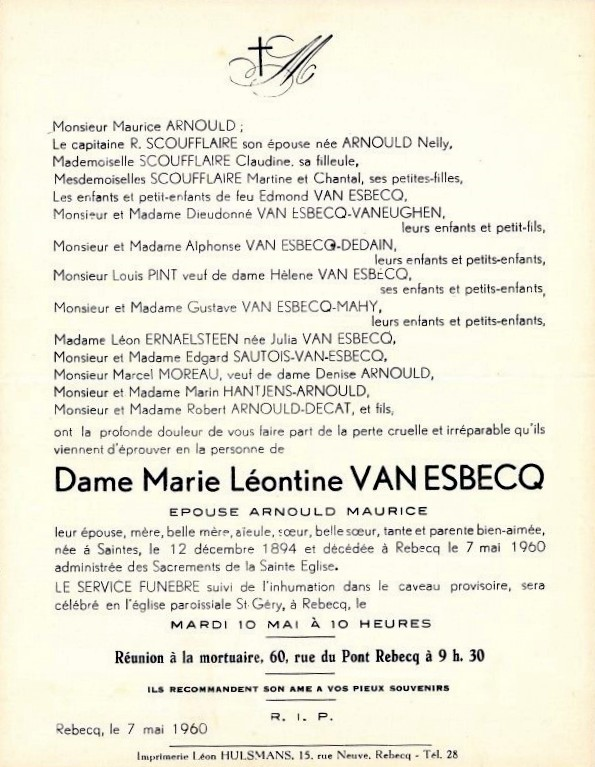 M
Monsieur Maurice ARNOULD ;
Le capitaine R. SCOUFFLAIRE son épouse née ARNOULD Nelly,
Mademoiselle SCOUFFLAIRE Claudine, sa filleule,
Mesdemoiselles SCOUFFLAIRE Martine et Chantal, ses petites-filles,
Les enfants et petit-enfants de feu Edmond VAN ESBECQ,
Monsieur et Madame Dieudonné VAN ESBECQ-VANEUGHEN,
leurs enfants et petit-fils,
Monsieur et Madame Alphonse VAN ESBECQ-DEDAIN,
leurs enfants et petits-enfants,
Monsieur Louis PINT veuf de dame Hélene VAN ESBECQ,
ses enfants et petits-enfants,
Monsieur et Madame Gustave VAN ESBECQ-MAHY,
leurs enfants et petits-enfants,
Madame Léon ERNAELSTEEN née Julia VAN ESBECQ,
Monsieur et Madame Edgard SAUTOIS-VAN-ESBECQ,
Monsieur Marcel MOREAU, veuf de dame Denise ARNOULD,
Monsieur et Madame Marin HANTJENS-ARNOULD,
Monsieur et Madame Robert ARNOULD-DECAT, et fils,
ont la profonde douleur de vous faire part de la perte cruelle et irréparable qu'ils
viennent d'éprouver en la personne de
Dame Marie Léontine VAN ESBECQ
EPOUSE ARNOULD MAURICE
leur épouse, mère, belle mère, aïeule, sœur, belle sœur, tante et parente bien-aimée,
née á Saintes, le 12 décembre 1894 et décédée à Rebecq le 7 mai 1960
administrée des Sacrements de la Sainte Eglise.
LE SERVICE FUNEBRE suivi de l'inhumation dans le caveau provisoire, sera
célébré en l'église paroissiale St-Géry, à Rebecq, le
MARDI 10 MAI À 10 HEURES
Réunion à la mortuaire, 60, rue du Pont Rebecq à 9 h. 30
ILS RECOMMANDENT SON AME A VOS PIEUX SOUVENIRS
R. I. P.
Rebecq, le 7 mai 1960
Imprimerie Léon HULSMANS, 15, rue Neuve, Rebecq - Tél. 28